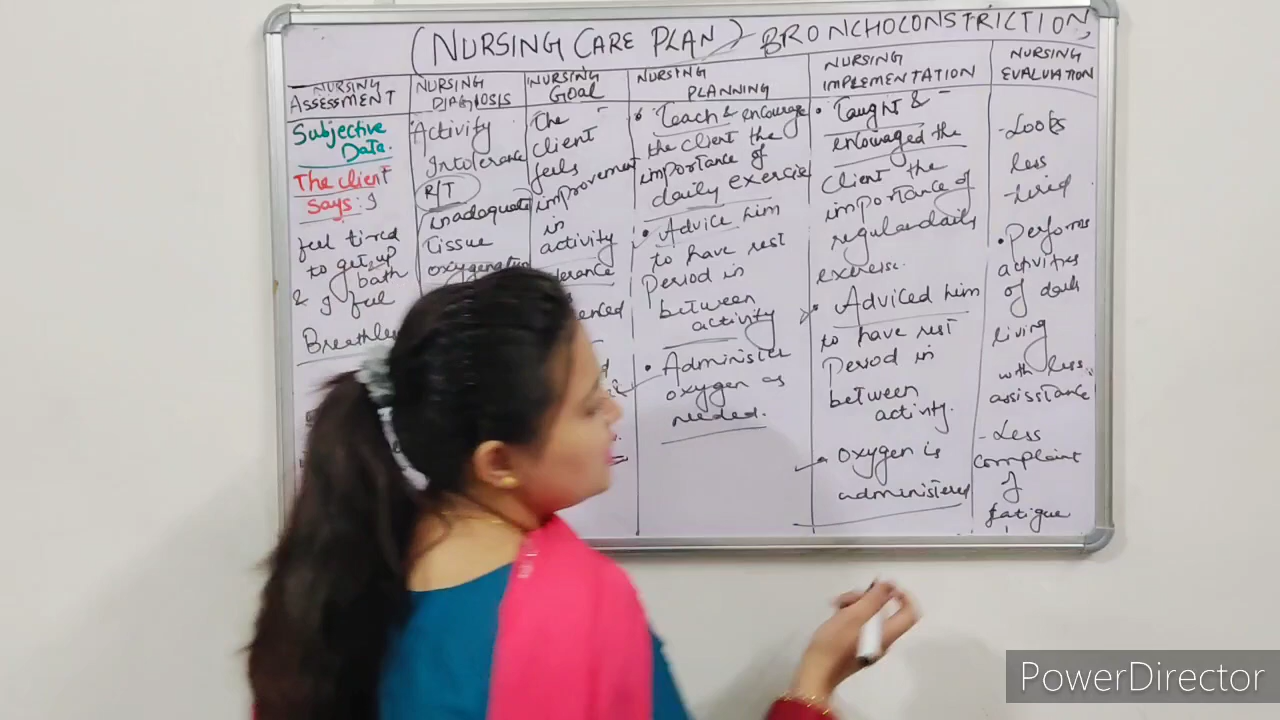 (NURSING CARE PLAN) - BRONCHOCONSTRICTION
NURSING
ASSESSMENT
Subjective
Data.
The client
says: I
feel tired
to get up
& bath
I feel
Breathles
NURSING
DIAGNOSIS
Activity
Intolerance
R/T
inadequate
tissue
oxygenation
NURSING
GOAL
The
client
feels
improvement
in
activity
NURSING
PLANNING
• Teach & encourage
the client the
importance of
daily exercise
• Advice him
to have rest
Period in
between
activity
• Administer
oxygen as
needed.
NURSING
IMPLEMENTATION
• Taught &
encouraged the
Client the
importance of
regular daily
exercise.
• Adviced him
to have rest
Period in
between
activity.
• oxygen is
administered
NURSING
EVALUATION
- Looks
less
tired
• Performs
activities
of daily
living
with less
assisstance
- Less
complaint
of
fatigue
PowerDirector